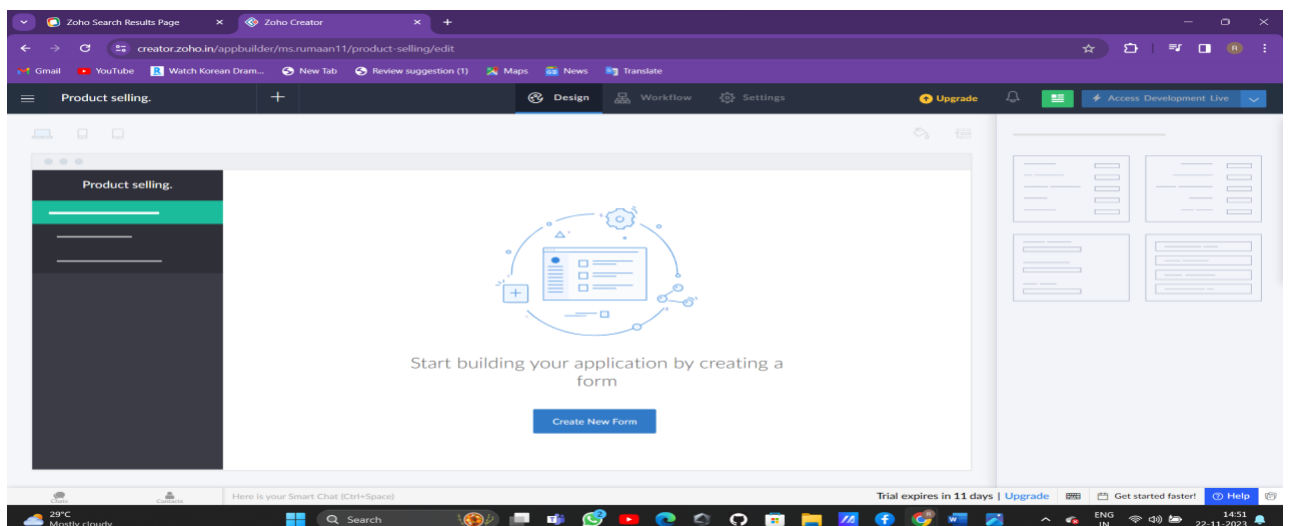 Zoho Search Results Page
Zoho Creator
creator.zoho.in/appbuilder/ms.rumaan11/product-selling/edit
R
Gmail YouTube Watch Korean Dram... New Tab Review suggestion (1) Maps News Translate
Product selling. Design Workflow Settings Upgrade Access Development Live
Product selling.
Start building your application by creating a
form
Create New Form
Chats Contacts Here is your Smart Chat (Ctrl+Space) Trial expires in 11 days | Upgrade Get started faster! Help
29°C
Mostly cloudy
Search
ENG
IN
14:51
22-11-2023